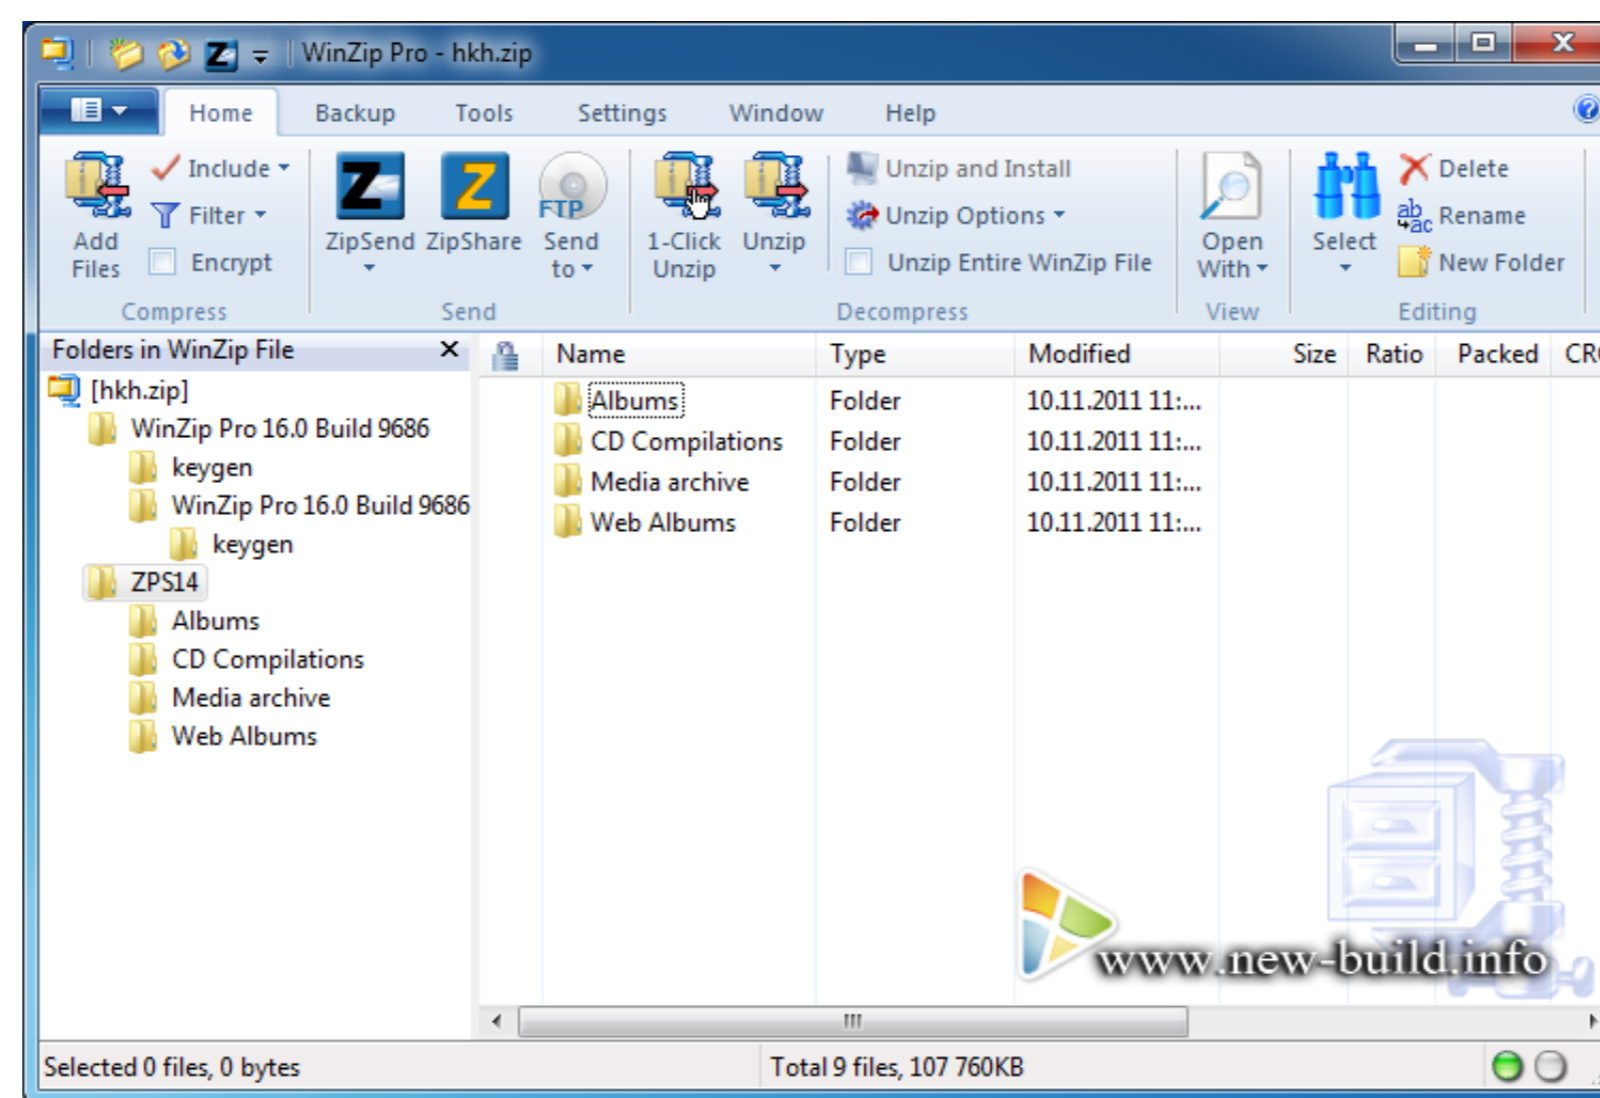 WinZip Pro - hkh.zip
Home Backup Tools Settings Window Help
Add Files
Include
Filter
Encrypt
Compress
ZipSend
ZipShare
FTP
Send to
Send
1-Click Unzip
Unzip
Unzip and Install
Unzip Options
Unzip Entire WinZip File
Decompress
Open With
View
Select
Delete
ab ac Rename
New Folder
Editing
Folders in WinZip File
[hkh.zip]
WinZip Pro 16.0 Build 9686
keygen
WinZip Pro 16.0 Build 9686
keygen
ZPS14
Albums
CD Compilations
Media archive
Web Albums
Name Type Modified Size Ratio Packed
Albums Folder 10.11.2011 11:...
CD Compilations Folder 10.11.2011 11:...
Media archive Folder 10.11.2011 11:...
Web Albums Folder 10.11.2011 11:...
www.new-build.info
Selected 0 files, 0 bytes
Total 9 files, 107 760KB